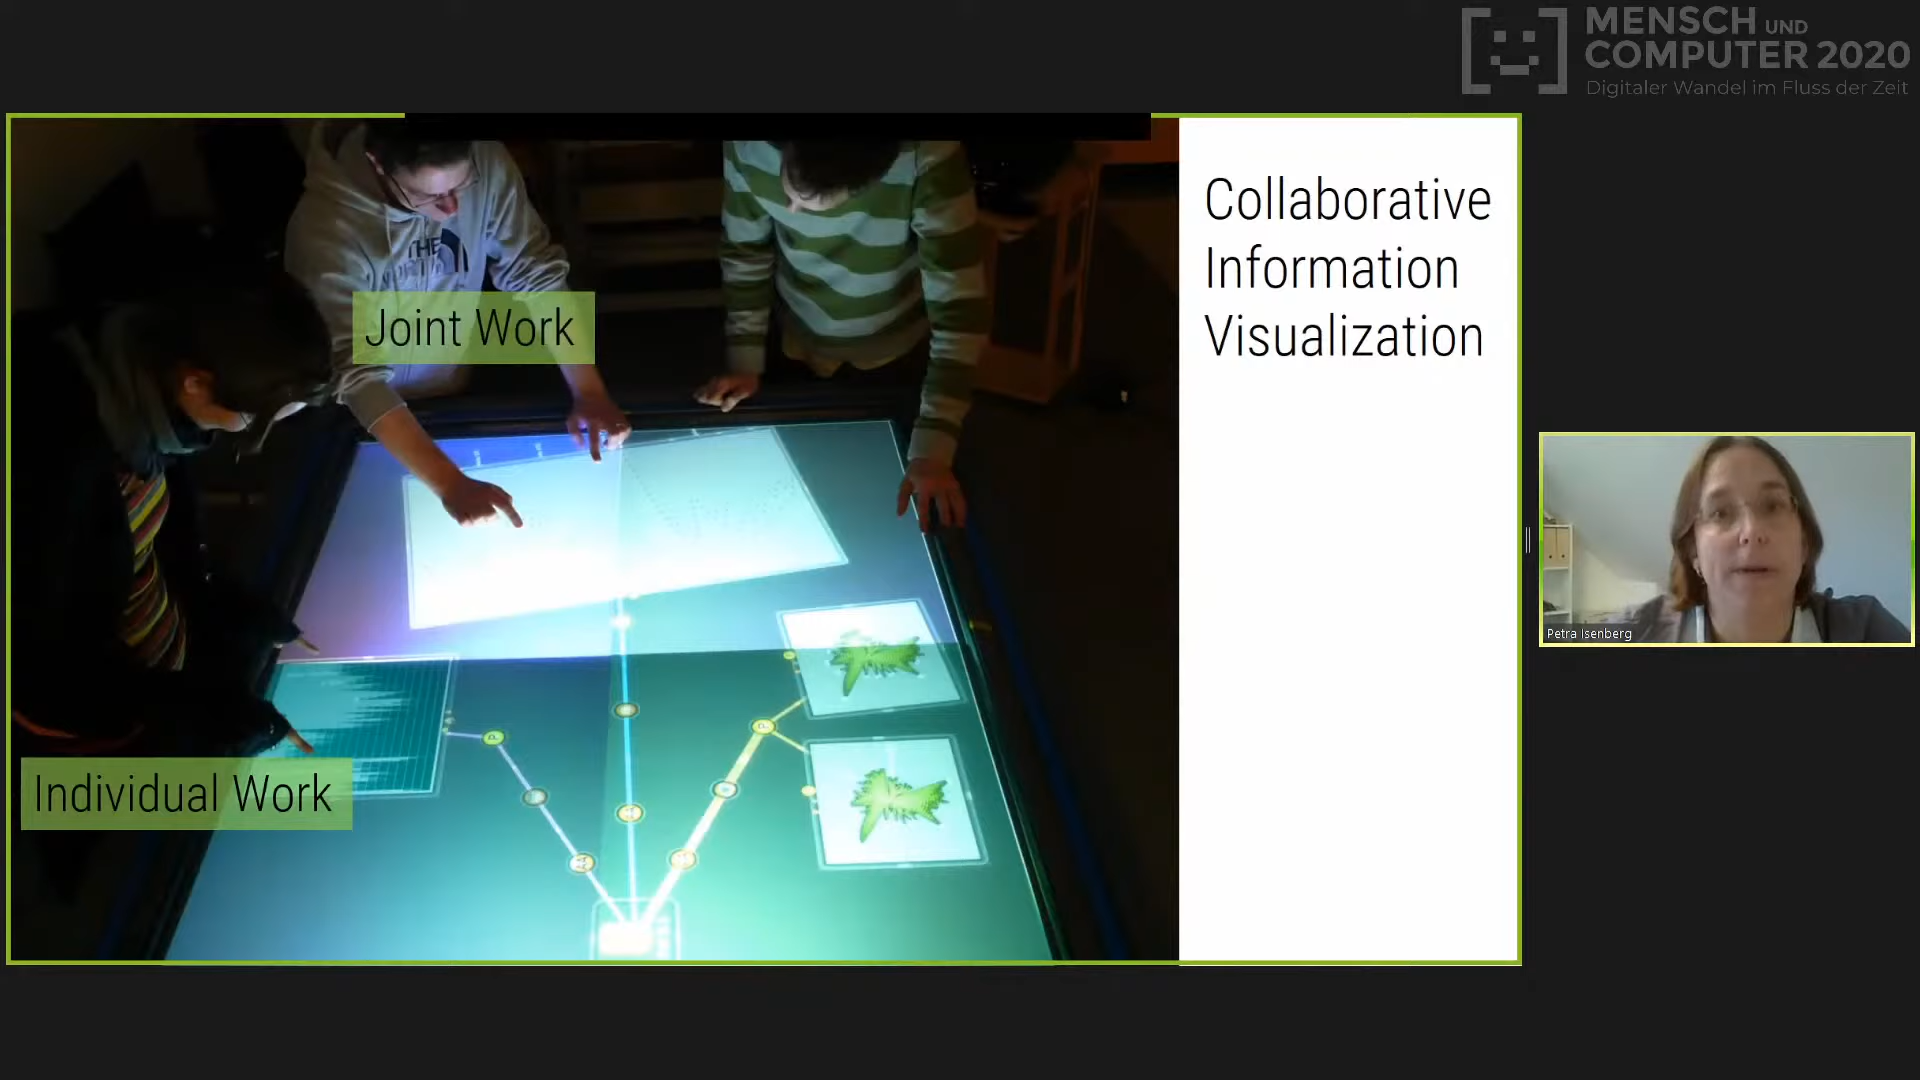 MENSCH UND
COMPUTER 2020
Digitaler Wandel im Fluss der Zeit
Collaborative
Information
Visualization
THE
Joint Work
Individual Work
Petra Isenberg